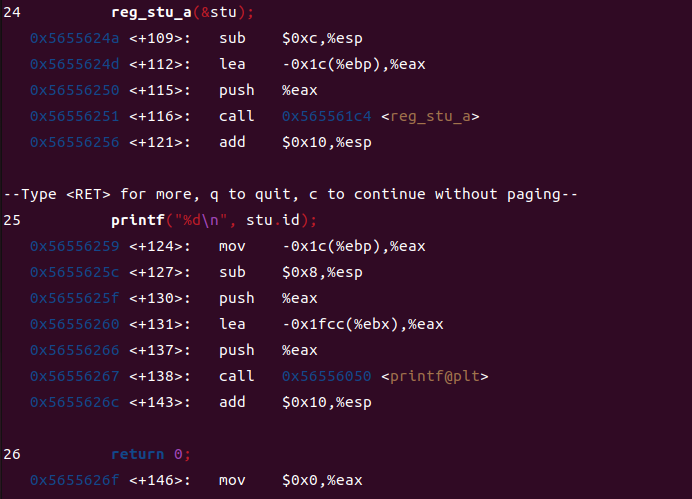 24          reg_stu_a(&stu);
   0x5655624a <+109>:   sub    $0xc,%esp
   0x5655624d <+112>:   lea    -0x1c(%ebp),%eax
   0x56556250 <+115>:   push   %eax
   0x56556251 <+116>:   call   0x565561c4 <reg_stu_a>
   0x56556256 <+121>:   add    $0x10,%esp
--Type <RET> for more, q to quit, c to continue without paging--
25          printf("%d\n", stu.id);
   0x56556259 <+124>:   mov    -0x1c(%ebp),%eax
   0x5655625c <+127>:   sub    $0x8,%esp
   0x5655625f <+130>:   push   %eax
   0x56556260 <+131>:   lea    -0x1fcc(%ebx),%eax
   0x56556266 <+137>:   push   %eax
   0x56556267 <+138>:   call   0x56556050 <printf@plt>
   0x5655626c <+143>:   add    $0x10,%esp
26          return 0;
   0x5655626f <+146>:   mov    $0x0,%eax